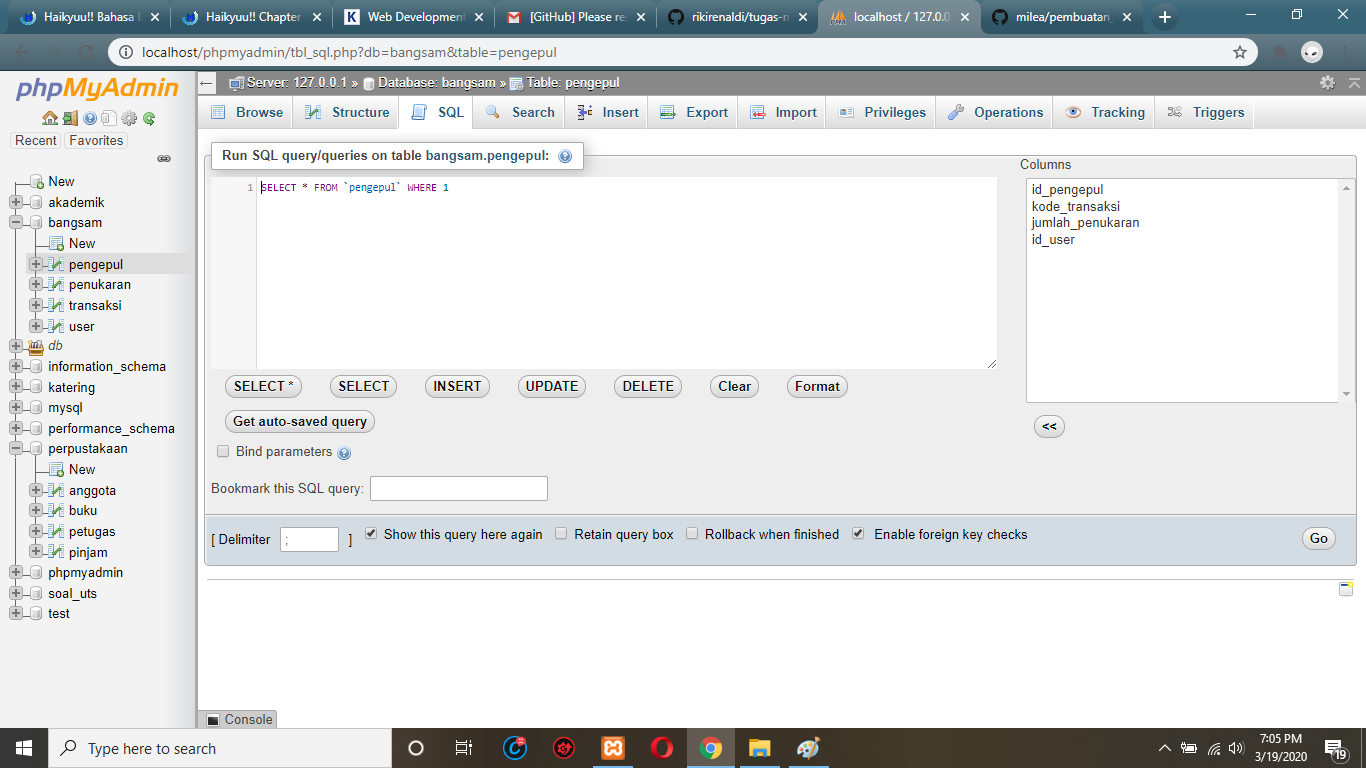 Haikyuu!! Bahasa I
Haikyuu!! Chapter
Web Development
[GitHub] Please re
rikirenaldi/tugas-m
localhost / 127.0.0
milea/pembuatan_
localhost/phpmyadmin/tbl_sql.php?db=bangsam&table=pengepul
phpMyAdmin
Recent
Favorites
New
akademik
bangsam
New
pengepul
penukaran
transaksi
user
db
information_schema
katering
mysql
performance_schema
perpustakaan
New
anggota
buku
petugas
pinjam
phpmyadmin
soal_uts
test
Server: 127.0.0.1 » Database: bangsam » Table: pengepul
Browse
Structure
SQL
Search
Insert
Export
Import
Privileges
Operations
Tracking
Triggers
Run SQL query/queries on table bangsam.pengepul:
1 SELECT * FROM `pengepul` WHERE 1
Columns
id_pengepul
kode_transaksi
jumlah_penukaran
id_user
SELECT *
SELECT
INSERT
UPDATE
DELETE
Clear
Format
<<
Get auto-saved query
Bind parameters
Bookmark this SQL query:
[ Delimiter ; ]
Show this query here again
Retain query box
Rollback when finished
Enable foreign key checks
Go
Console
Type here to search
7:05 PM
3/19/2020
19